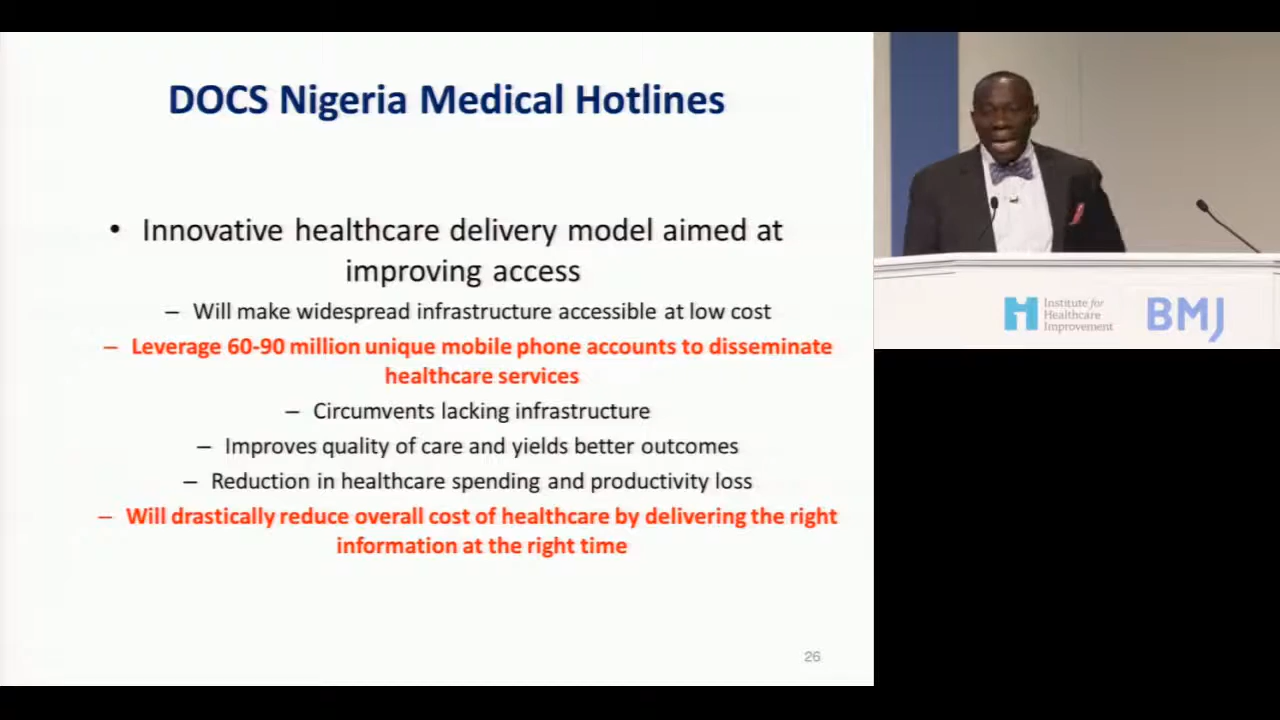 DOCS Nigeria Medical Hotlines
• Innovative healthcare delivery model aimed at
improving access
– Will make widespread infrastructure accessible at low cost
– Leverage 60-90 million unique mobile phone accounts to disseminate
healthcare services
– Circumvents lacking infrastructure
– Improves quality of care and yields better outcomes
– Reduction in healthcare spending and productivity loss
– Will drastically reduce overall cost of healthcare by delivering the right
information at the right time
26
Institute for
Healthcare
Improvement
BMJ